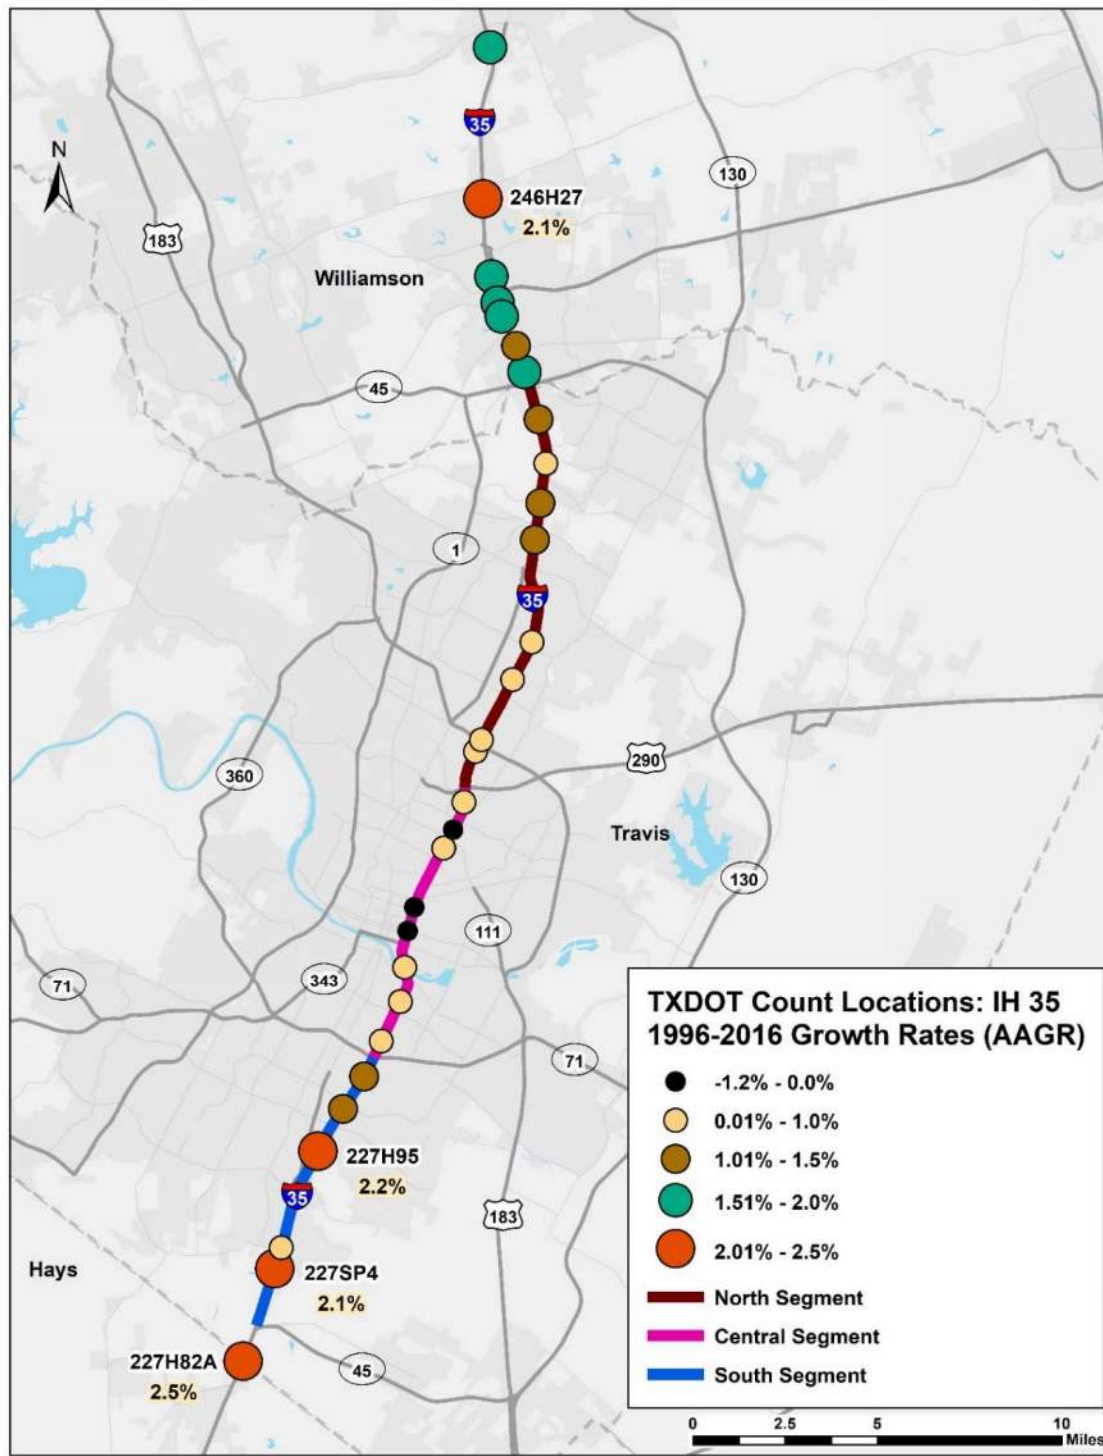 35
N
130
246H27
2.1%
183
Williamson
45
1
35
290
360
Travis
130
111
343
71
71
227H95
2.2%
35
183
Hays
227SP4
2.1%
227H82A
2.5%
45
TXDOT Count Locations: IH 35
1996-2016 Growth Rates (AAGR)
-1.2% - 0.0%
0.01% - 1.0%
1.01% - 1.5%
1.51% - 2.0%
2.01% - 2.5%
North Segment
Central Segment
South Segment
0 2.5 5 10
Miles